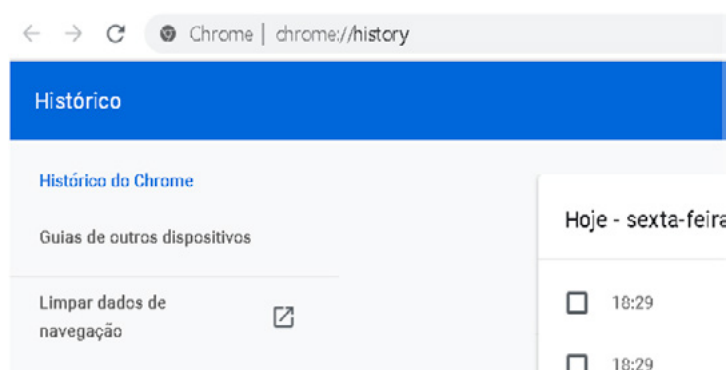 Chrome | chrome://history
Histórico
Histórico do Chrome
Guias de outros dispositivos
Limpar dados de
navegação
Hoje - sexta-feira
18:29
18:29